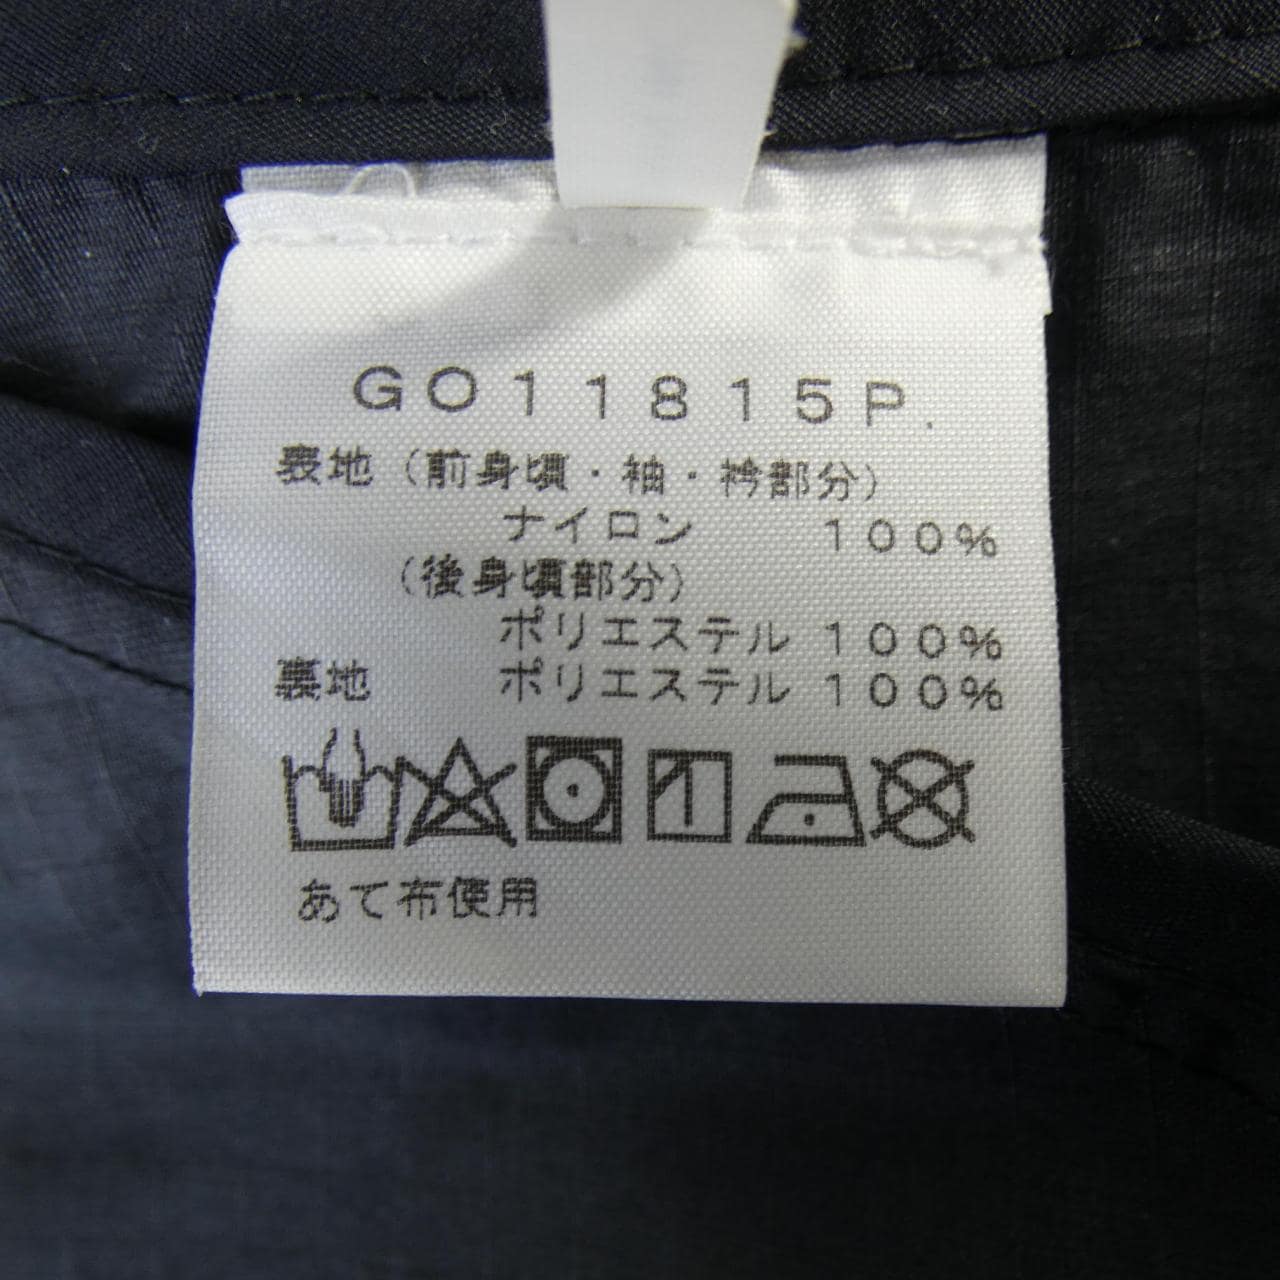 GO11815P.
表地（前身頃・袖・衿部分）
ナイロン 100%
（後身頃部分）
ポリエステル 100%
裏地 ポリエステル 100%
あて布使用